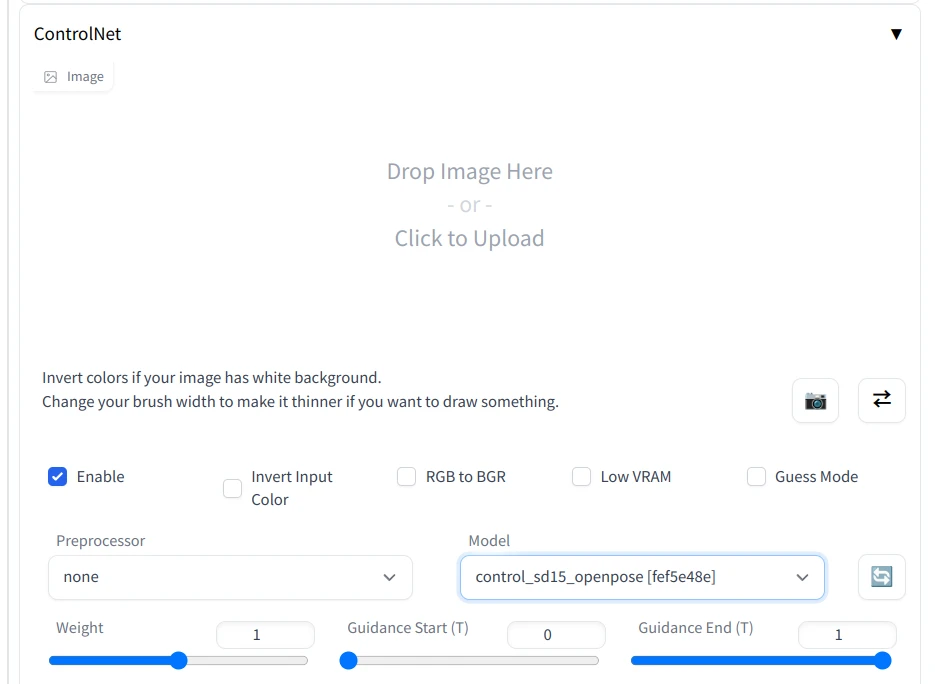 ControlNet
▼
Image
Drop Image Here
- or -
Click to Upload
Invert colors if your image has white background.
Change your brush width to make it thinner if you want to draw something.
Enable
Invert Input
Color
RGB to BGR
Low VRAM
Guess Mode
Preprocessor
Model
none
control_sd15_openpose [fef5e48e]
Weight
1
Guidance Start (T)
0
Guidance End (T)
1